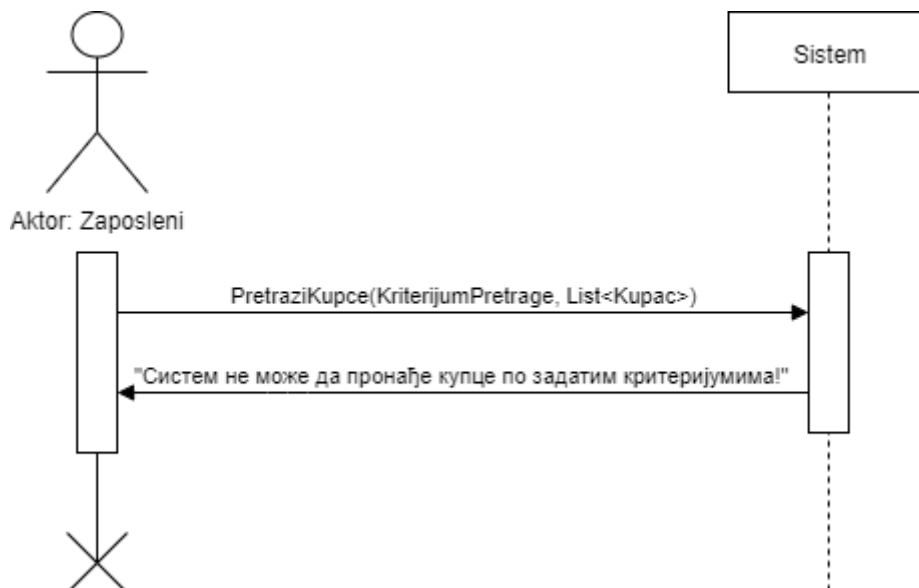 Sistem
Aktor: Zaposleni
PretraziKupce(KriterijumPretrage, List<Kupac>)
"Систем не може да пронађе купце по задатим критеријумима!"